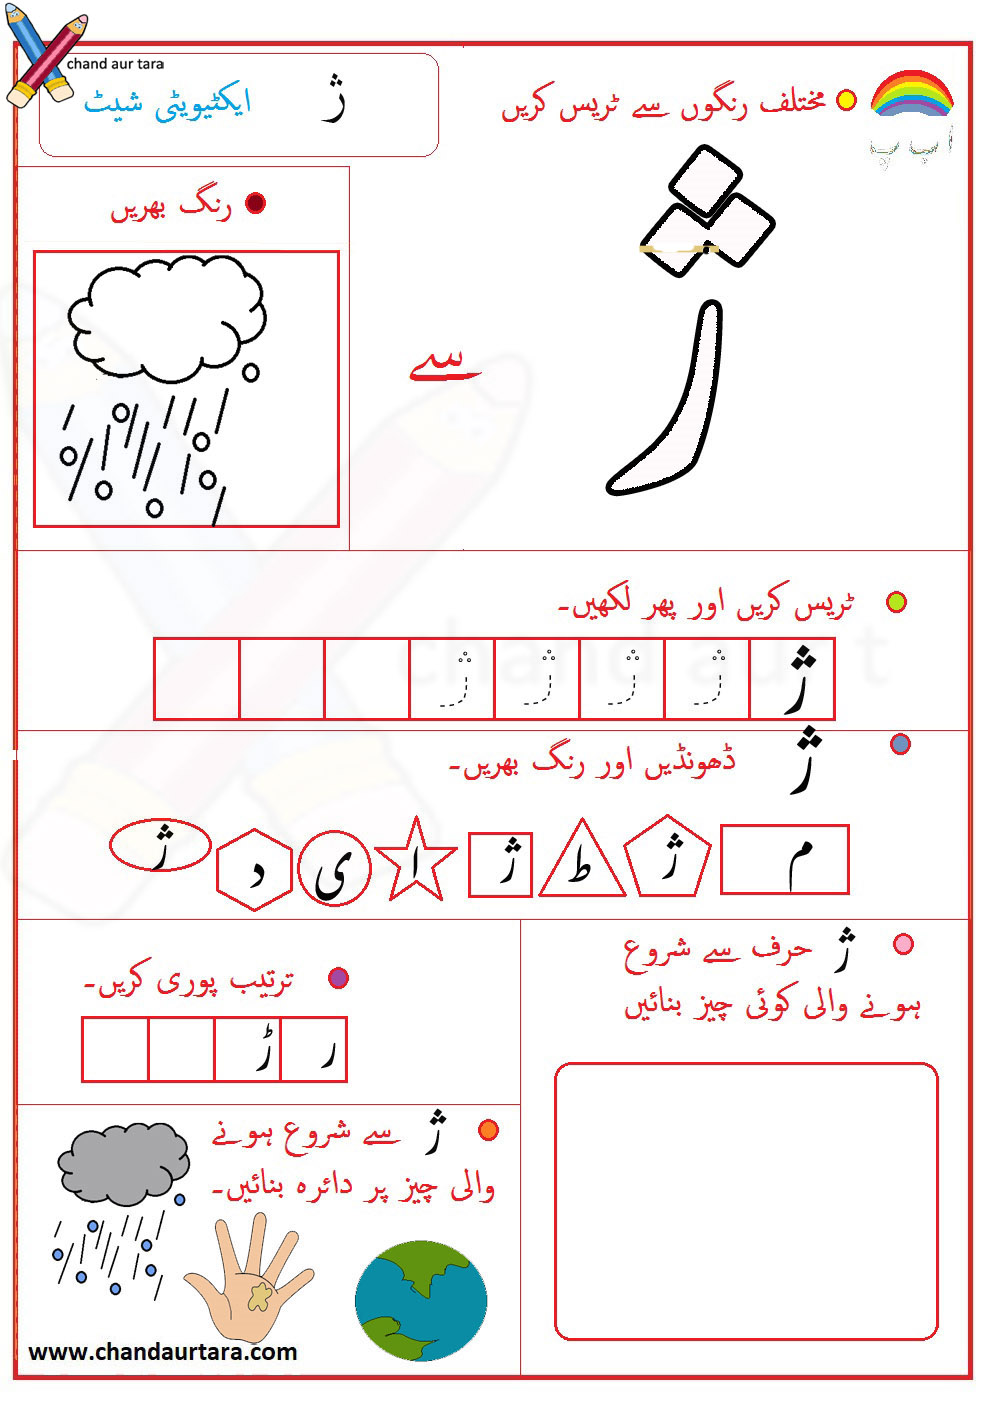 chand aur tara
ژ ایکٹیویٹی شیٹ
مختلف رنگوں سے ٹریس کریں
ا پ پ
رنگ بھریں
ژ
سے
ٹریس کریں اور پھر لکھیں۔
ژ ژ ژ ژ ژ
ژ ڈھونڈیں اور رنگ بھریں۔
م ژ ط ژ ا ی د ژ
ژ حرف سے شروع
ہونے والی کوئی چیز بنائیں
ترتیب پوری کریں۔
ر ڑ
ژ سے شروع ہونے
والی چیز پر دائرہ بنائیں۔
www.chandaurtara.com